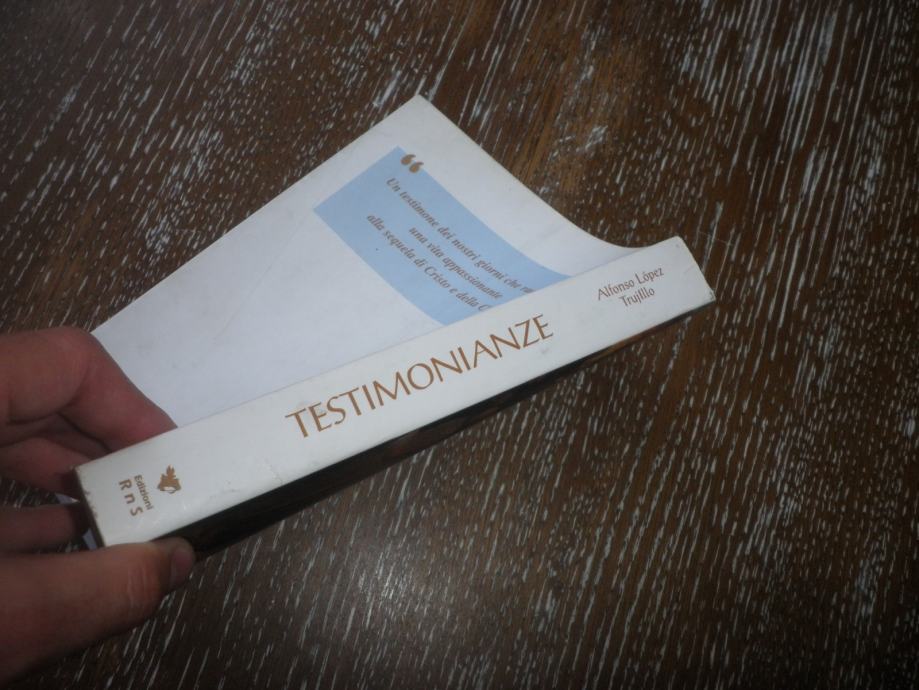 “
Un testimone dei nostri giorni che
una vita appassionante
alla sequela di Cristo e della
TESTIMONIANZE
Alfonso López
Trujillo
Edizioni
RnS